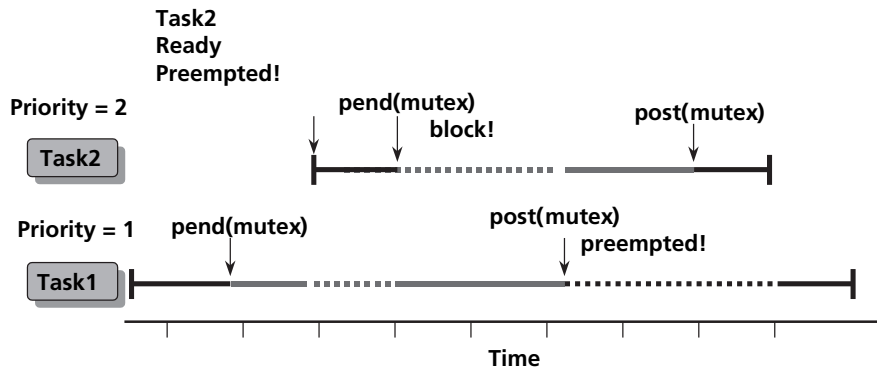 Task2
Ready
Preempted!
Priority = 2
pend(mutex)
block!
post(mutex)
Task2
Priority = 1
pend(mutex)
post(mutex)
preempted!
Task1
Time